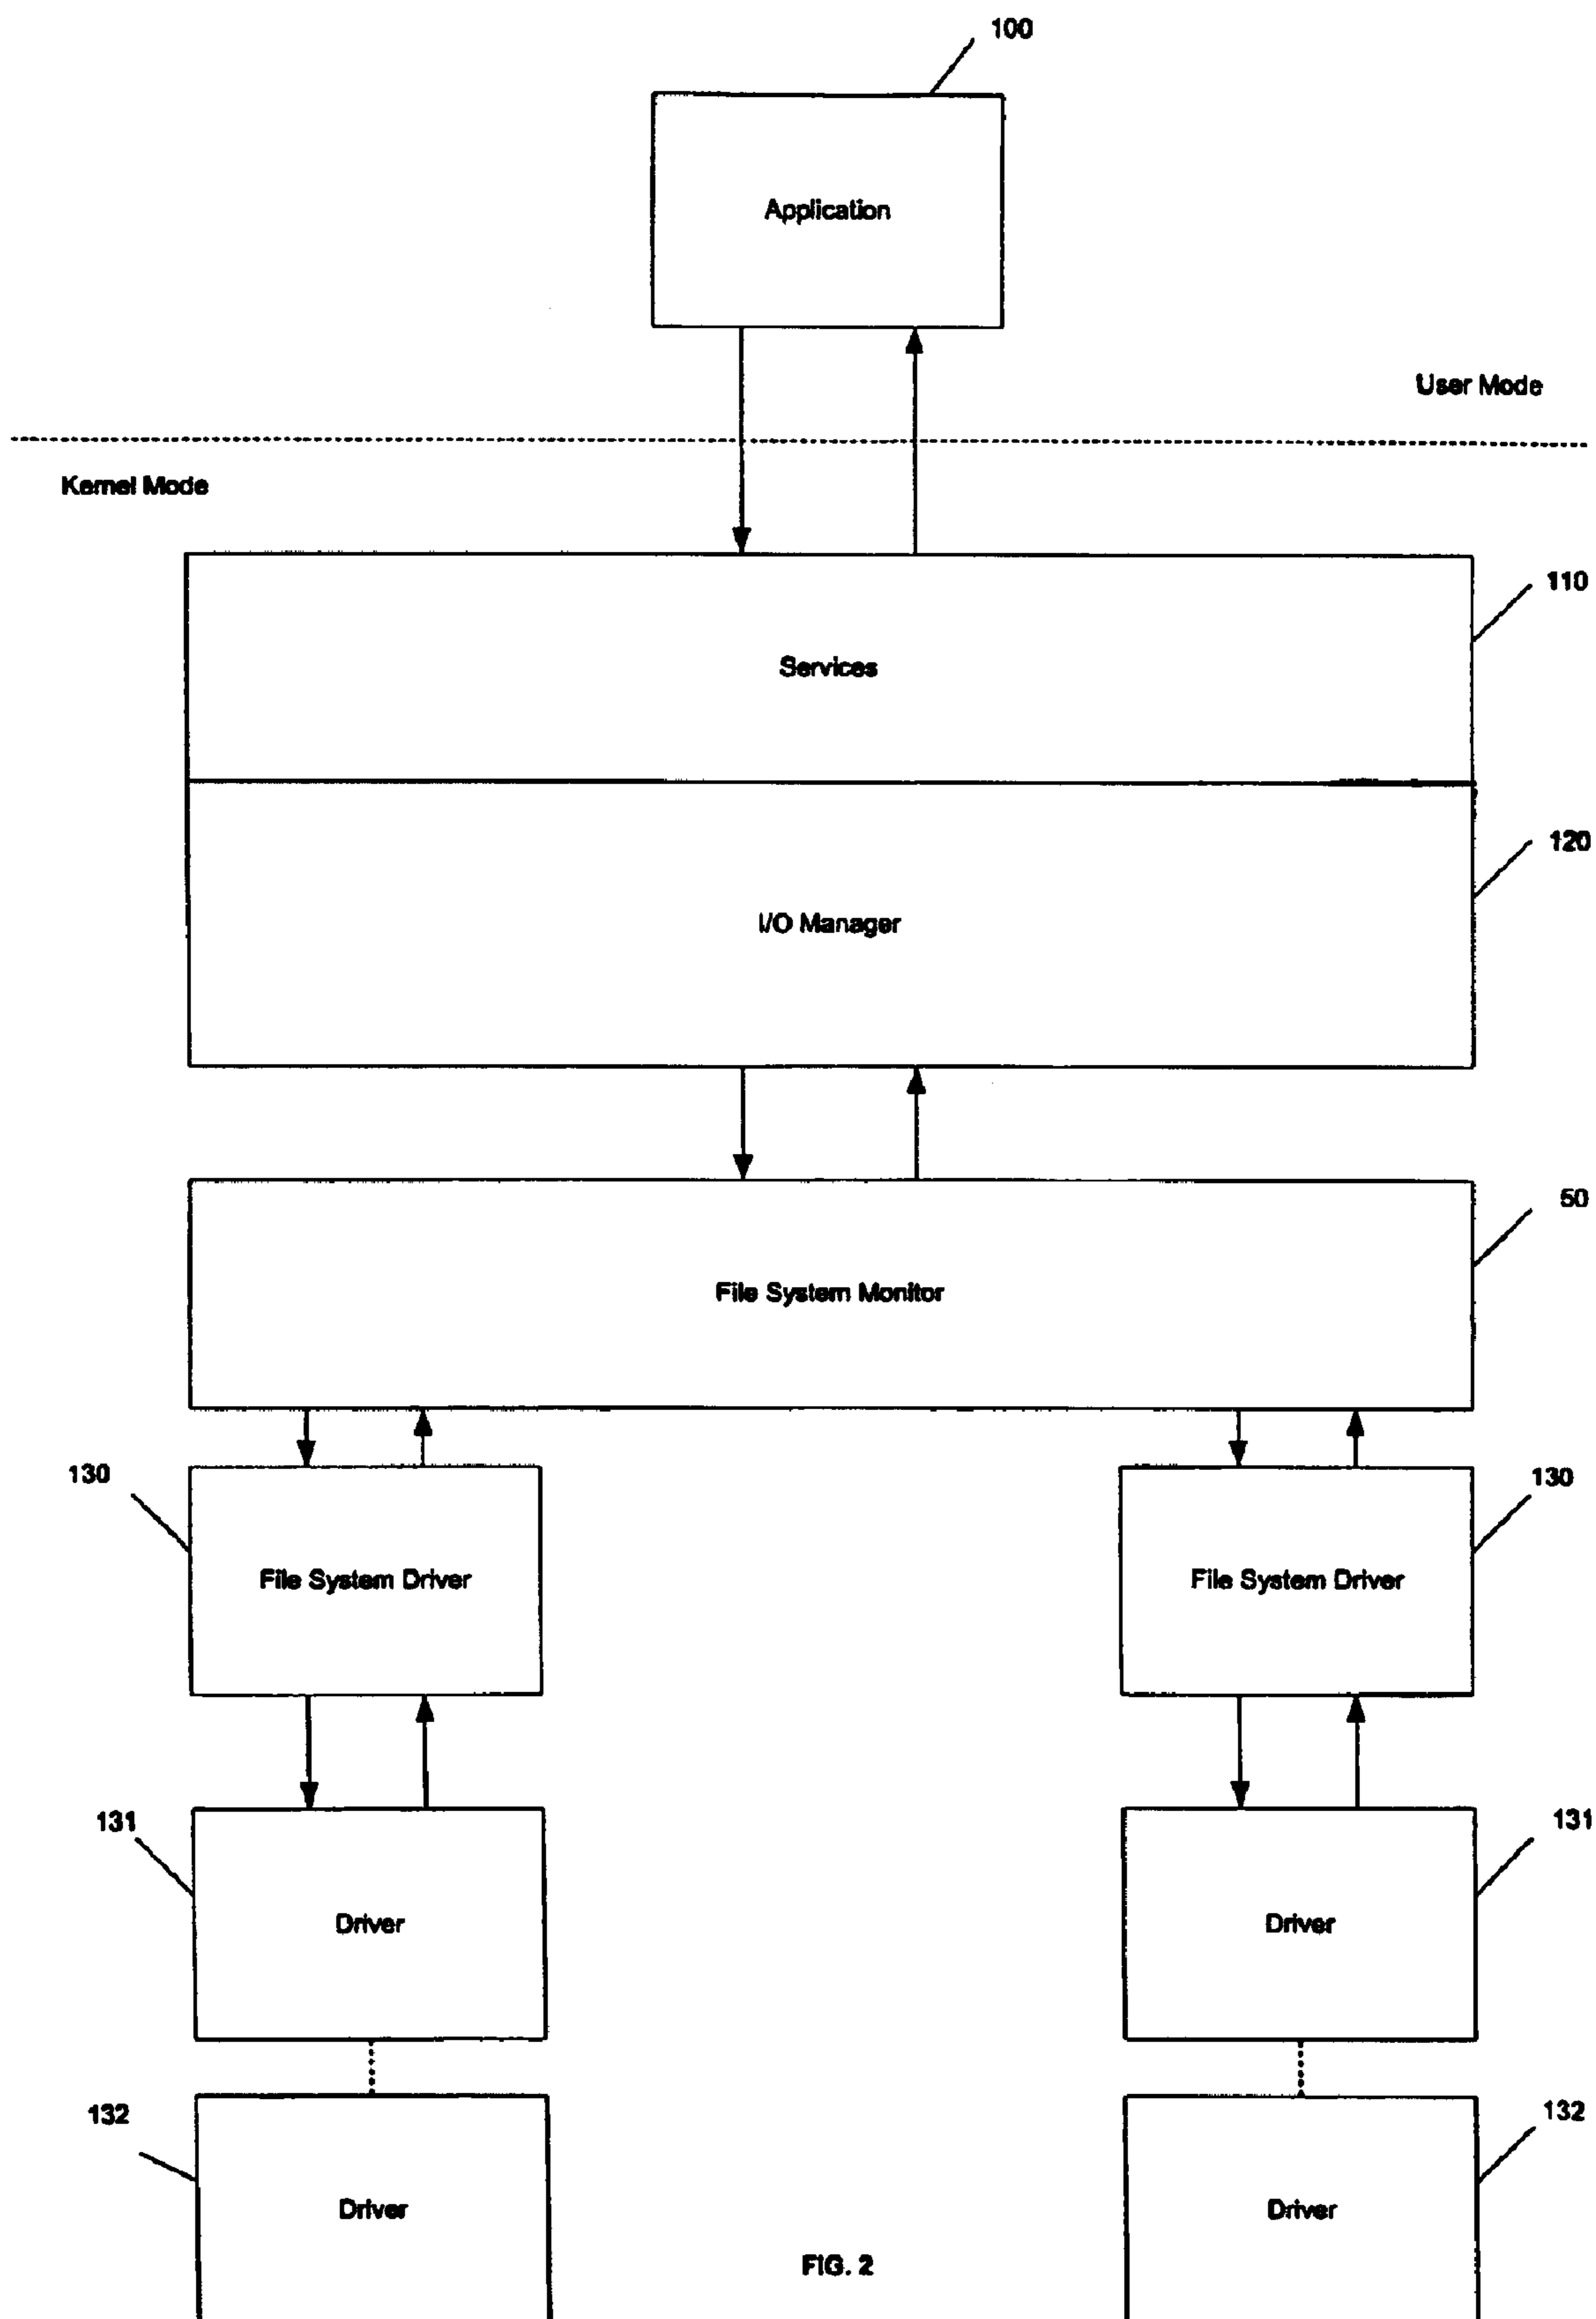 100
Application
User Mode
Kernel Mode
110
Services
120
I/O Manager
50
File System Monitor
130
130
File System Driver
File System Driver
131
131
Driver
Driver
132
132
Driver
Driver
FIG. 2